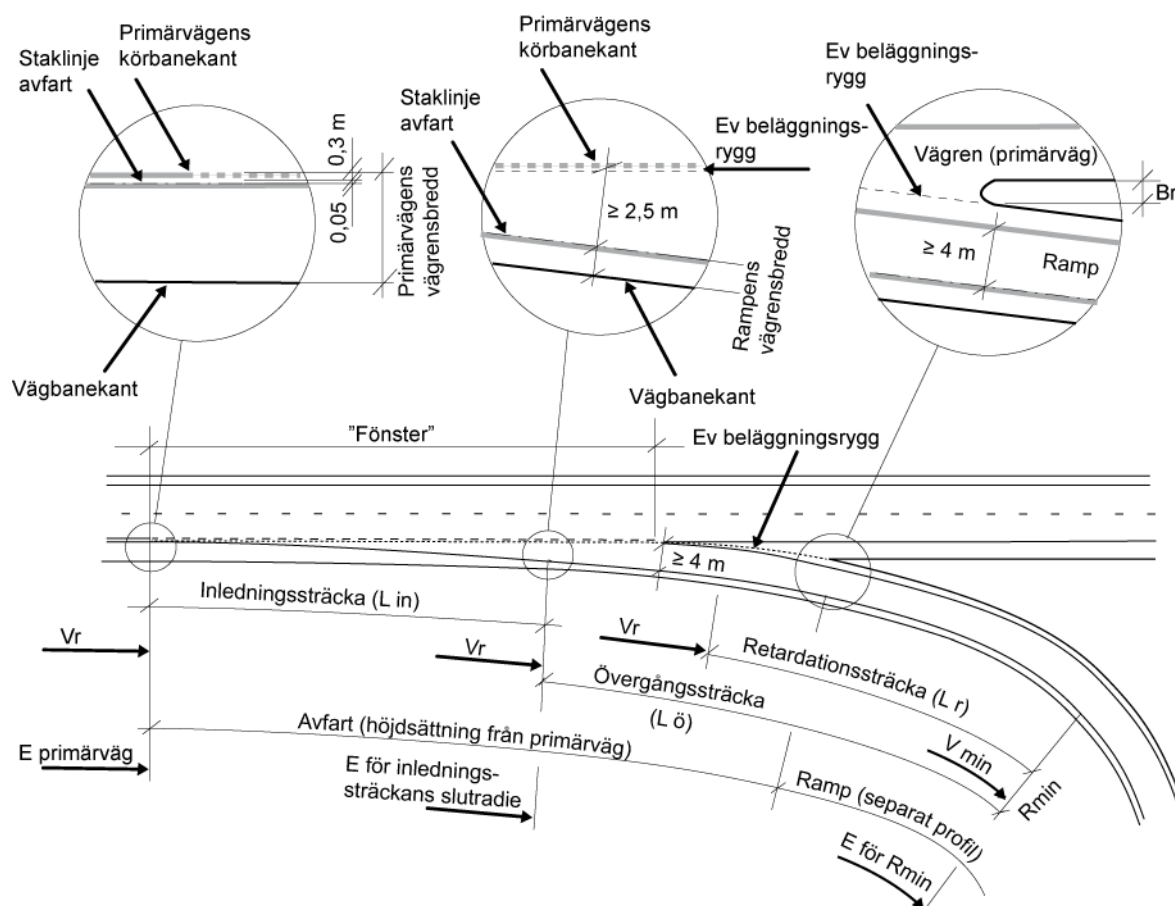 Staklinje
avfart
Primärvägens
körbanekant
0,3 m
0,05
Primärvägens
vägrensbredd
Vägbanekant
Primärvägens
körbanekant
Staklinje
avfart
Ev beläggnings-
rygg
≥ 2,5 m
Rampens
vägrensbredd
Vägbanekant
Ev beläggnings-
rygg
Vägren (primärväg)
≥ 4 m
Ramp
"Fönster"
Ev beläggningsrygg
≥ 4 m
Inledningssträcka (L in)
Vr
Vr
Vr
Retardationssträcka (L r)
Övergångssträcka
(L ö)
Avfart (höjdsättning från primärväg)
V min
Rmin
E primärväg
E för inlednings-
sträckans slutradie
Ramp (separat profil)
E för Rmin